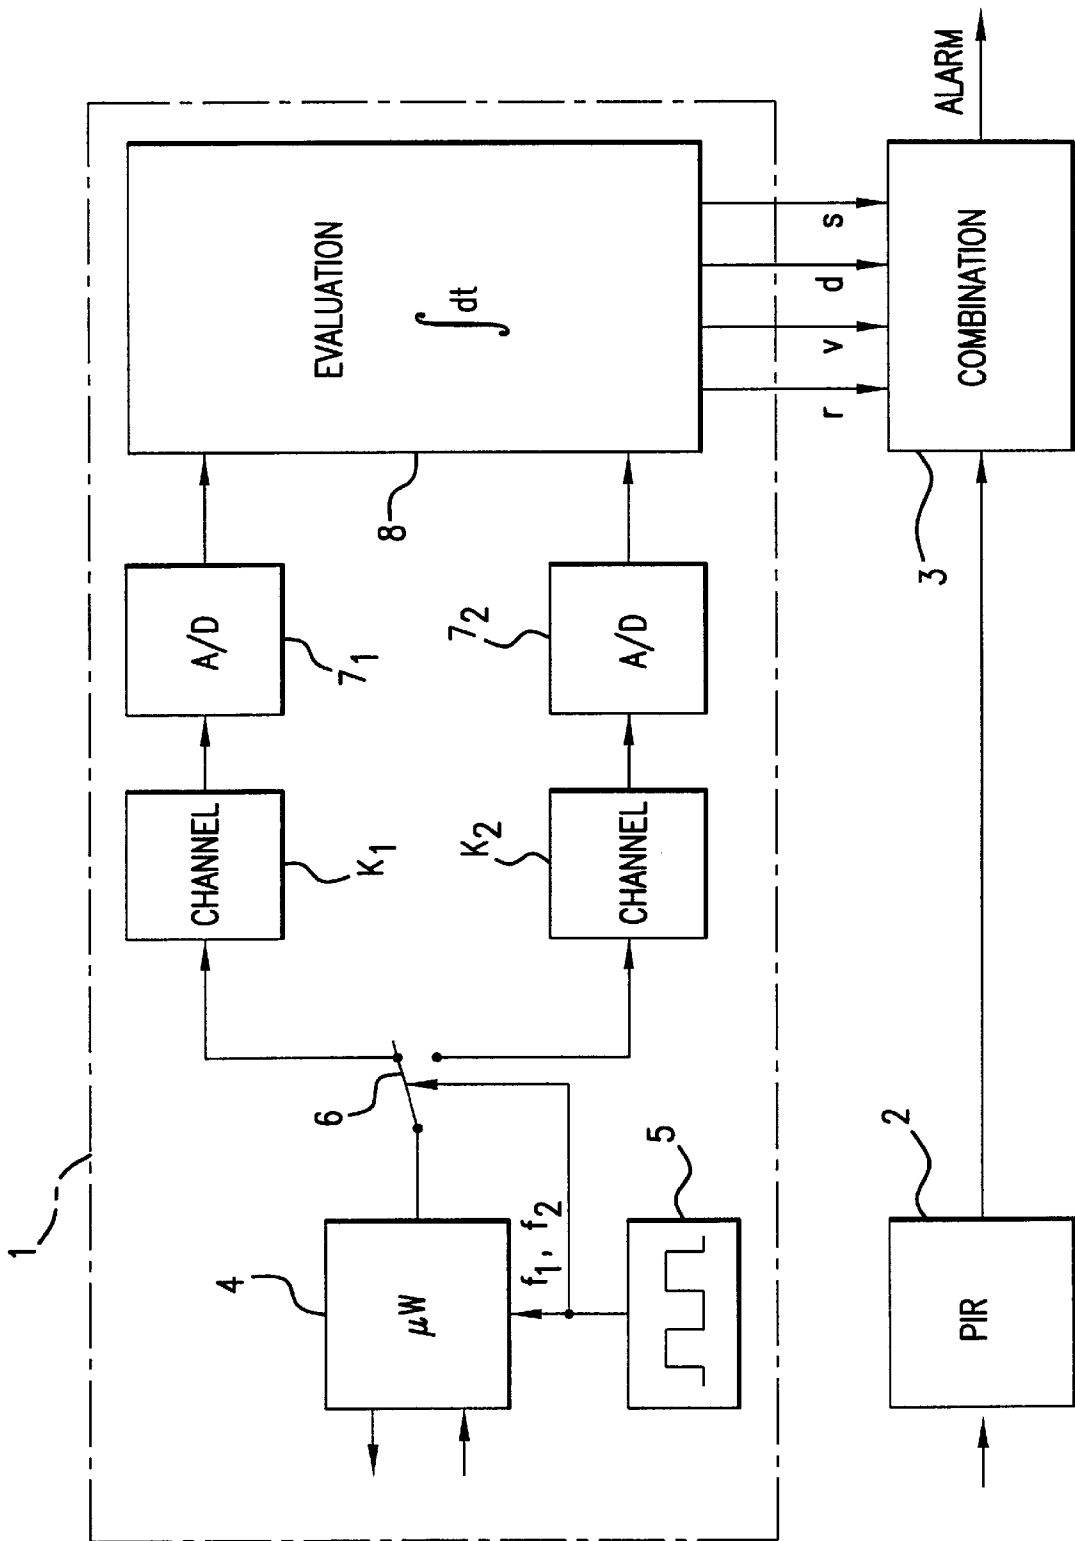 1
4
μW
f1, f2
5
6
CHANNEL
K1
CHANNEL
K2
A/D
71
A/D
72
EVALUATION
∫dt
8
r
v
d
s
PIR
2
COMBINATION
3
ALARM